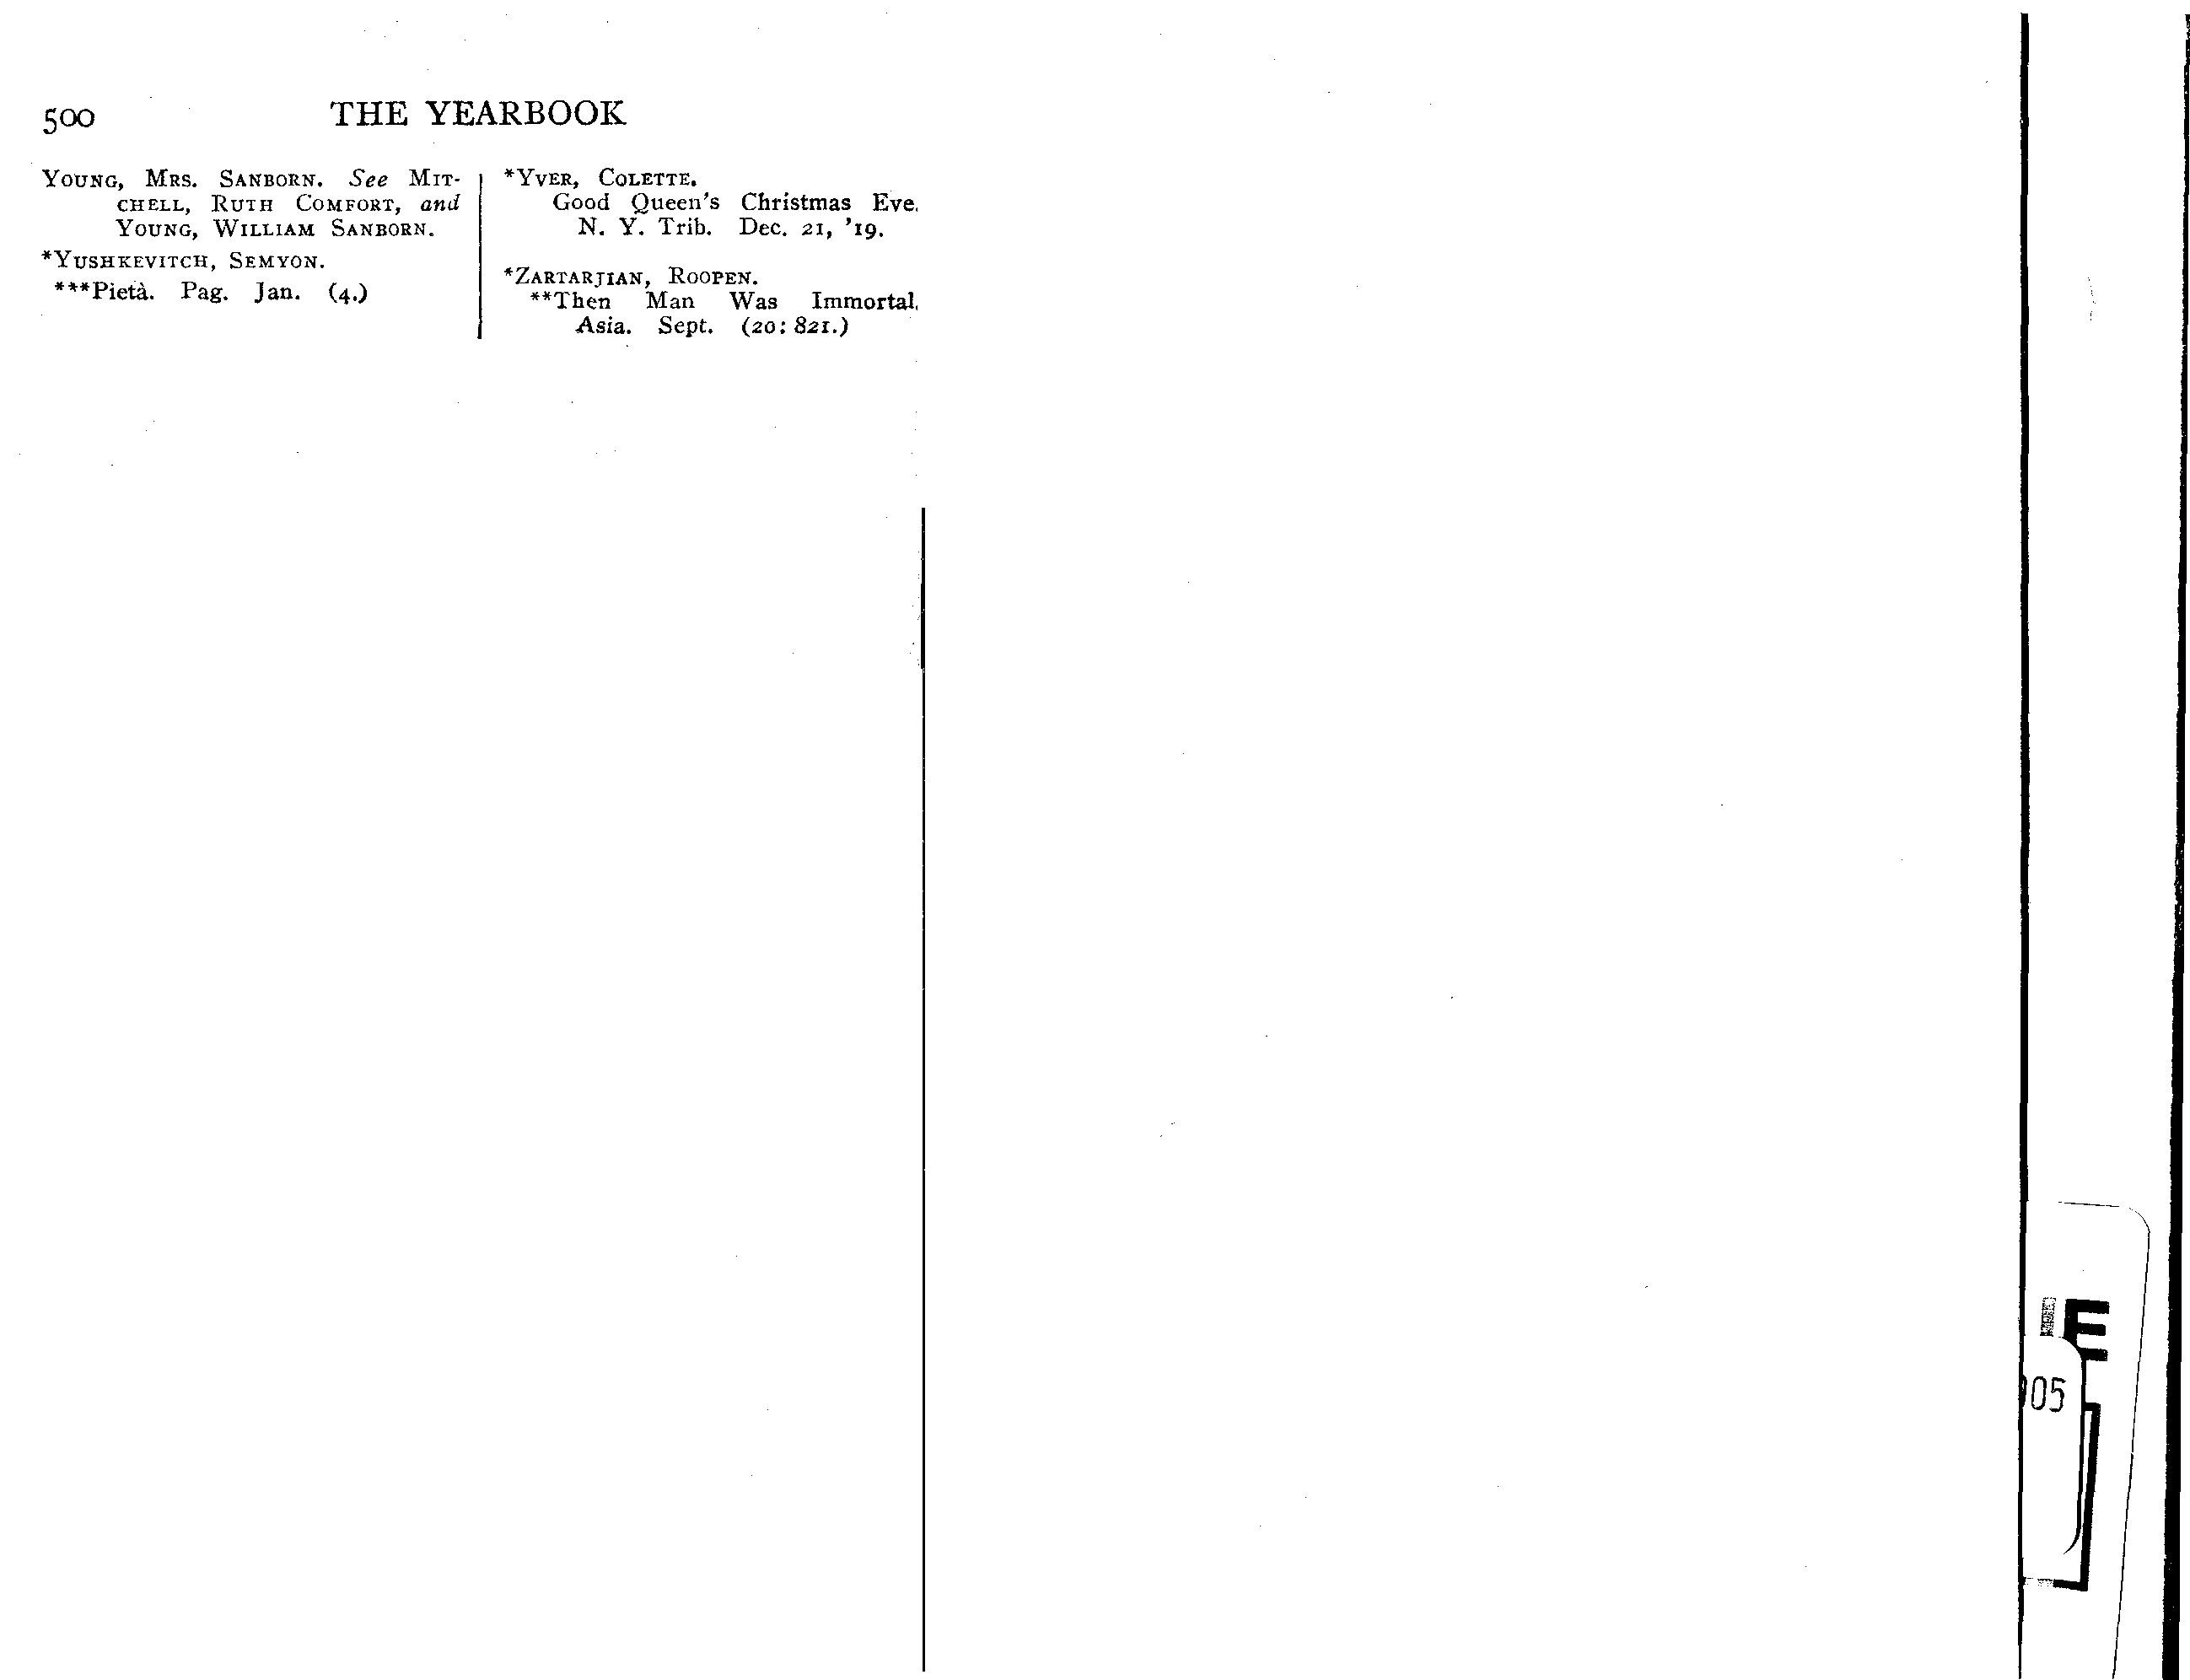 500 THE YEARBOOK
YOUNG, MRS. SANBORN. See MIT-
CHELL, RUTH COMFORT, and
YOUNG, WILLIAM SANBORN.
*YUSHKEVITCH, SEMYON.
***Pietà. Pag. Jan. (4.)
*YVER, COLETTE.
Good Queen's Christmas Eve.
N. Y. Trib. Dec. 21, '19.
*ZARTARJIAN, ROOPEN.
**Then Man Was Immortal.
Asia. Sept. (20: 821.)
E
05